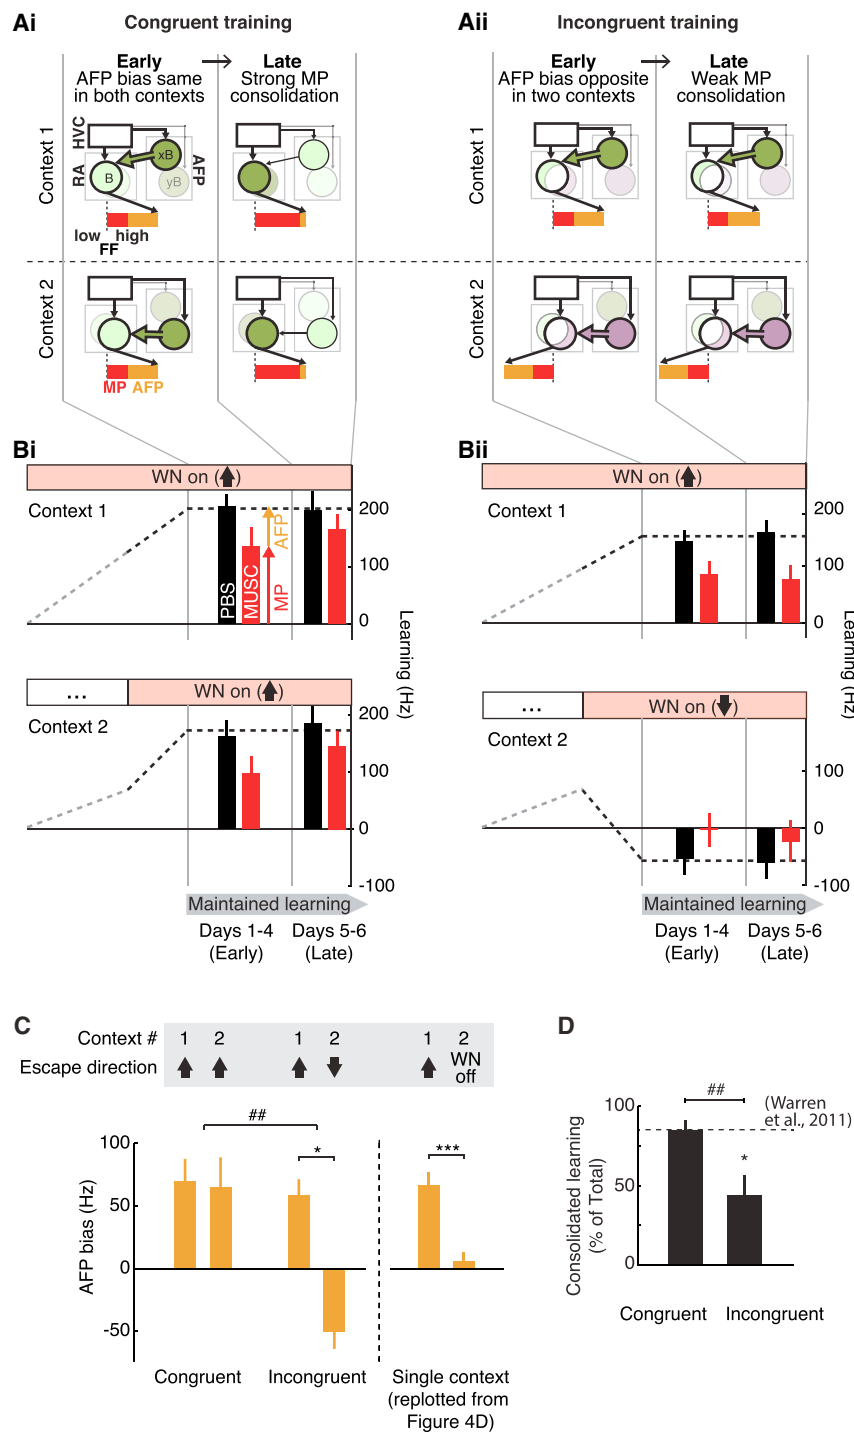 Ai
Congruent training
Early
Late
AFP bias same
in both contexts
Strong MP
consolidation
Context 1
HVC
RA
B
xB
yB
AFP
low high
FF
Context 2
MP AFP
Aii
Incongruent training
Early
Late
AFP bias opposite
in two contexts
Weak MP
consolidation
Context 1
Context 2
Bi
WN on ( )
Context 1
PBS
MUSC
MP
AFP
200
100
0
Learning (Hz)
...
WN on ( )
Context 2
200
100
0
-100
Maintained learning
Days 1-4
(Early)
Days 5-6
(Late)
Bii
WN on ( )
Context 1
200
100
0
Learning (Hz)
...
WN on ( )
Context 2
100
0
-100
Maintained learning
Days 1-4
(Early)
Days 5-6
(Late)
C
Context # 1 2 1 2 1 2
Escape direction WN
off
##
*
***
AFP bias (Hz)
100
50
0
-50
Congruent
Incongruent
Single context
(replotted from
Figure 4D)
D
##
(Warren
et al., 2011)
*
Consolidated learning
(% of Total)
100
50
0
Congruent
Incongruent